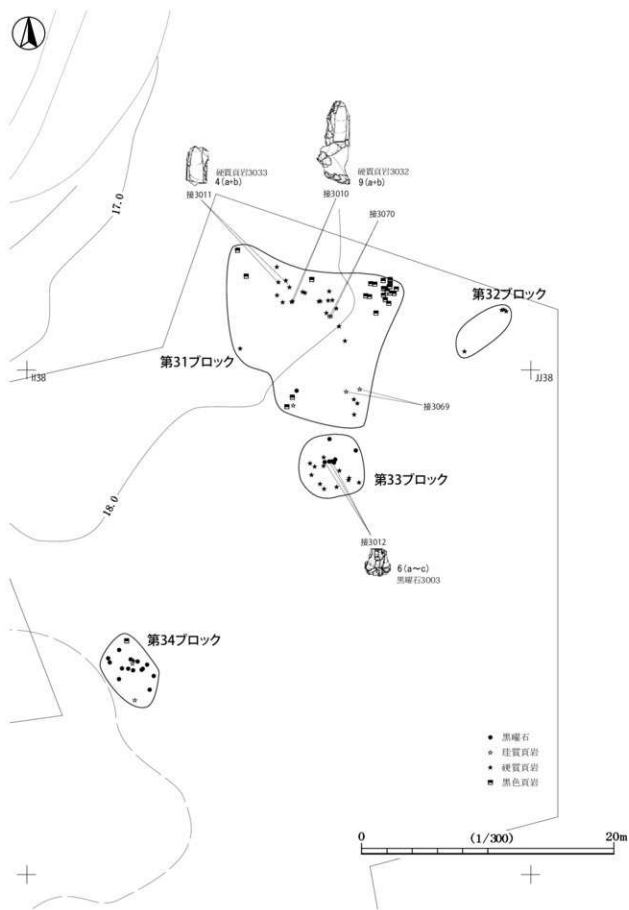 硬質頁岩3033
4(a+b)
接3011
硬質頁岩3032
9(a+b)
接3010
接3070
17.0
第32ブロック
第31ブロック
II38
JJ38
接3069
18.0
第33ブロック
接3012
6(a~c)
黒曜石3003
第34ブロック
黒曜石
珪質頁岩
硬質頁岩
黒色頁岩
0
(1/300)
20m